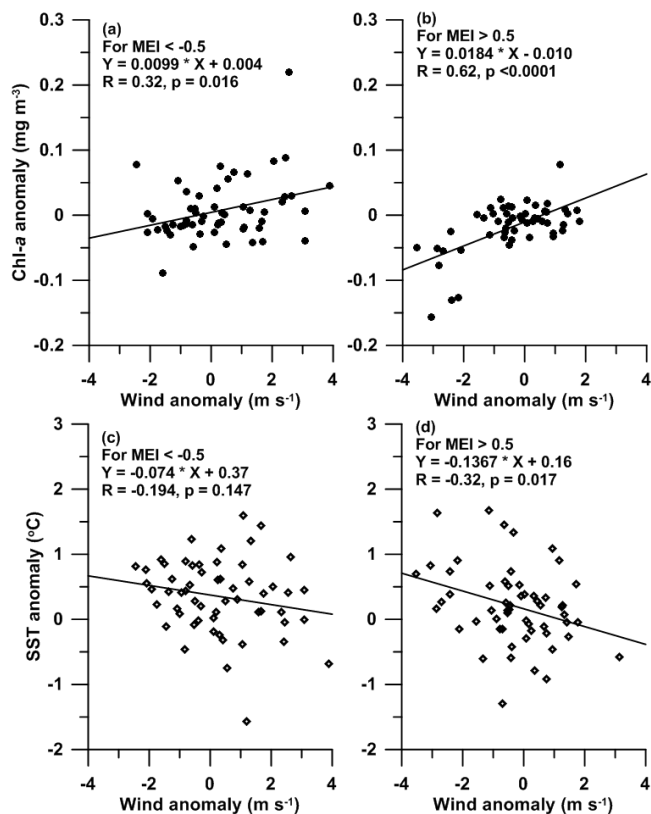 (a)
For MEI < -0.5
Y = 0.0099 * X + 0.004
R = 0.32, p = 0.016
0.3
0.2
0.1
0
-0.1
-0.2
Chl-a anomaly (mg m-3)
-4 -2 0 2 4
Wind anomaly (m s-1)
(b)
For MEI > 0.5
Y = 0.0184 * X - 0.010
R = 0.62, p <0.0001
0.3
0.2
0.1
0
-0.1
-0.2
-4 -2 0 2 4
Wind anomaly (m s-1)
(c)
For MEI < -0.5
Y = -0.074 * X + 0.37
R = -0.194, p = 0.147
3
2
1
0
-1
-2
SST anomaly (oC)
-4 -2 0 2 4
Wind anomaly (m s-1)
(d)
For MEI > 0.5
Y = -0.1367 * X + 0.16
R = -0.32, p = 0.017
3
2
1
0
-1
-2
-4 -2 0 2 4
Wind anomaly (m s-1)